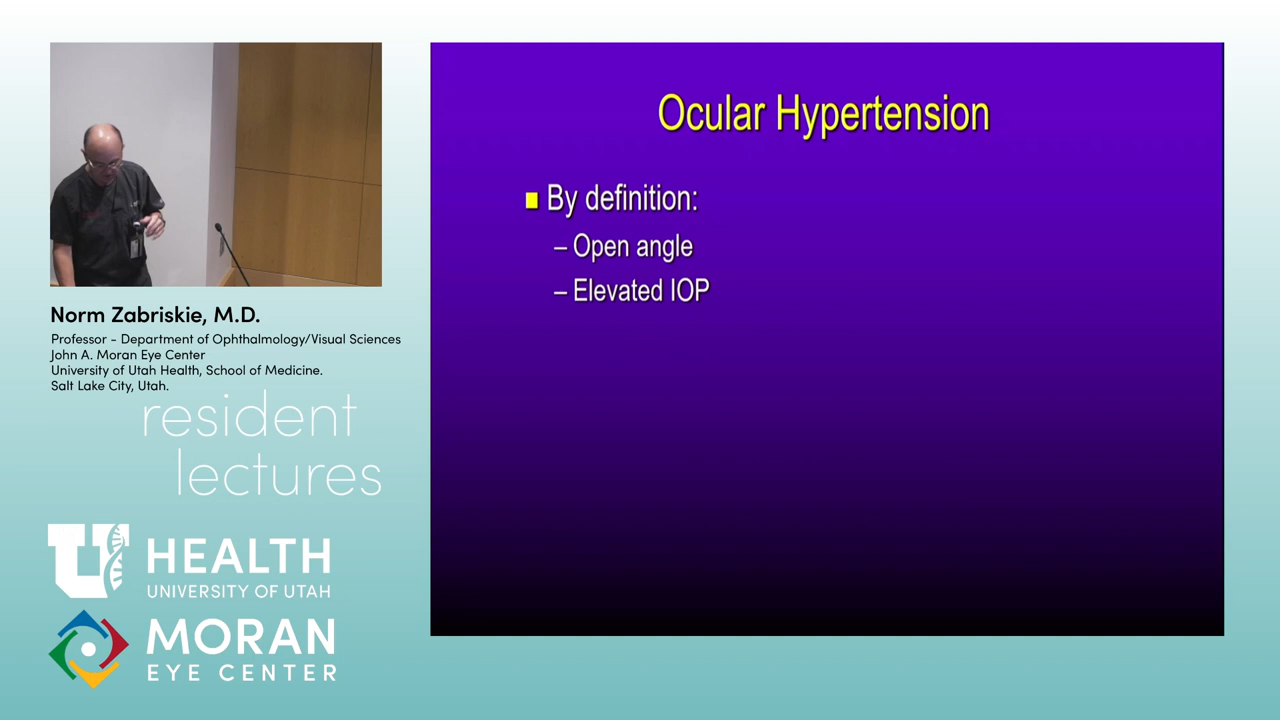 Ocular Hypertension
By definition:
– Open angle
– Elevated IOP
Norm Zabriskie, M.D.
Professor - Department of Ophthalmology/Visual Sciences
John A. Moran Eye Center
University of Utah Health, School of Medicine.
Salt Lake City, Utah.
resident
lectures
U HEALTH
UNIVERSITY OF UTAH
MORAN
EYE CENTER